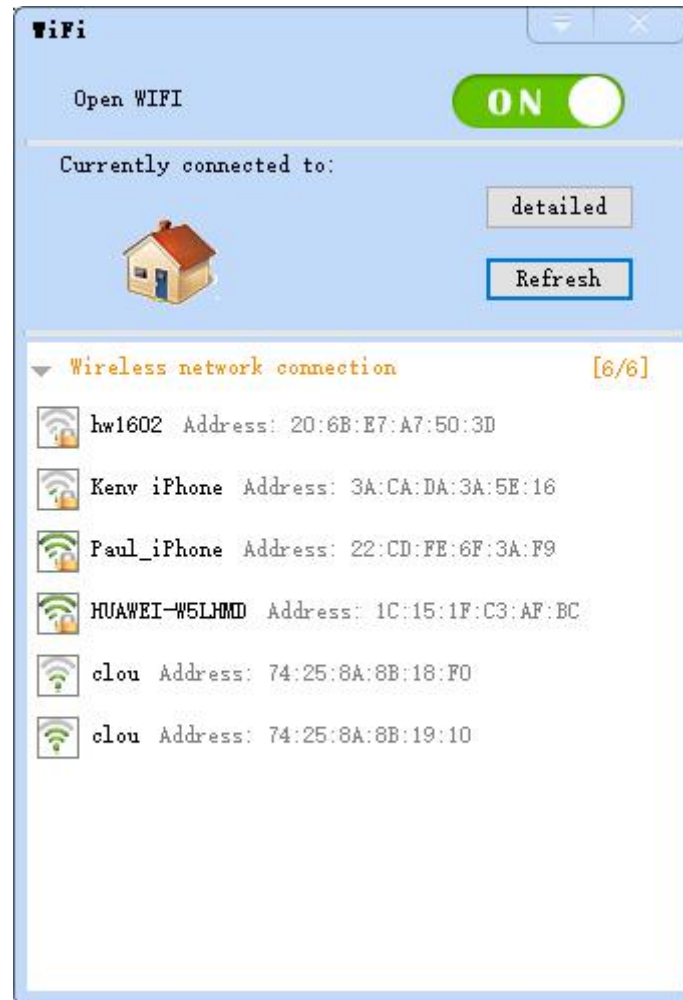 WiFi
Open WIFI
ON
Currently connected to:
detailed
Refresh
Wireless network connection [6/6]
hw1602 Address: 20:6B:E7:A7:50:3D
Kenv iPhone Address: 3A:CA:DA:3A:5E:16
Paul_iPhone Address: 22:CD:FE:6F:3A:F9
HUAWEI-W5LHMD Address: 1C:15:1F:C3:AF:BC
clou Address: 74:25:8A:8B:18:F0
clou Address: 74:25:8A:8B:19:10